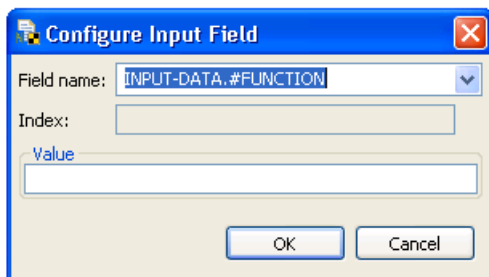 Configure Input Field
Field name: INPUT-DATA.#FUNCTION
Index:
Value
OK Cancel